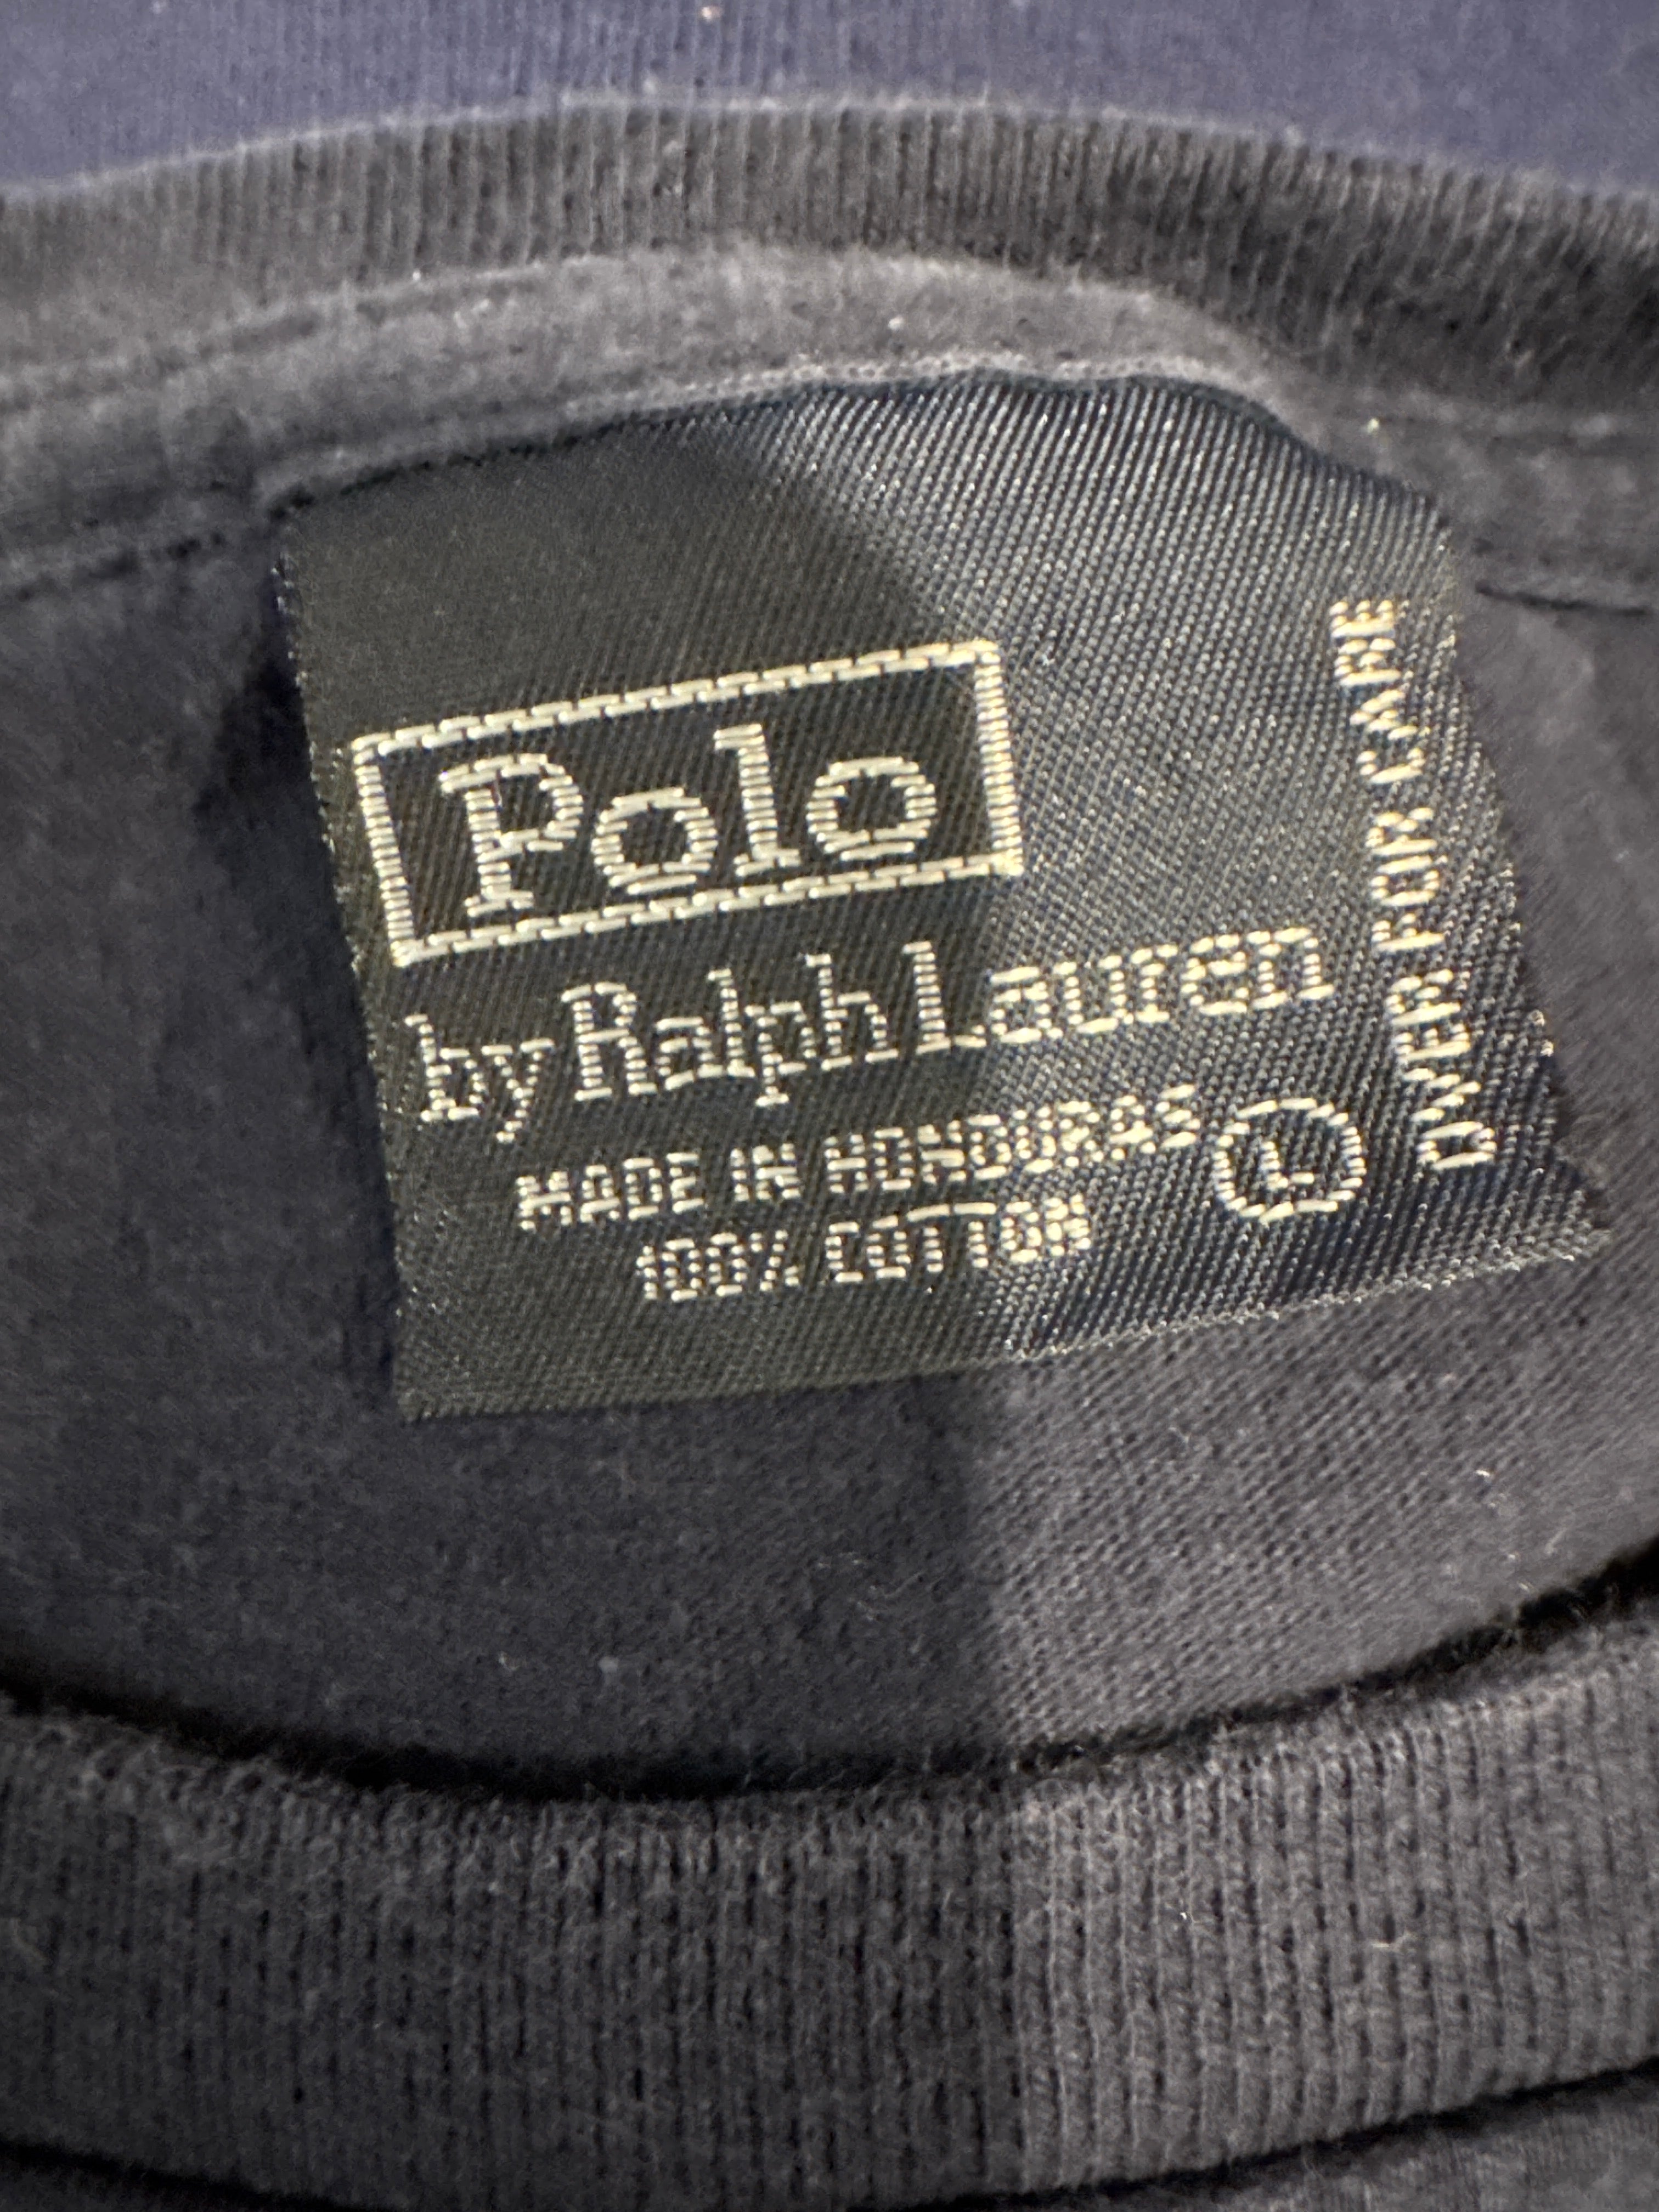 Polo
by Ralph Lauren
MADE IN HONDURAS
100% COTTON
L
OVER FOR CARE